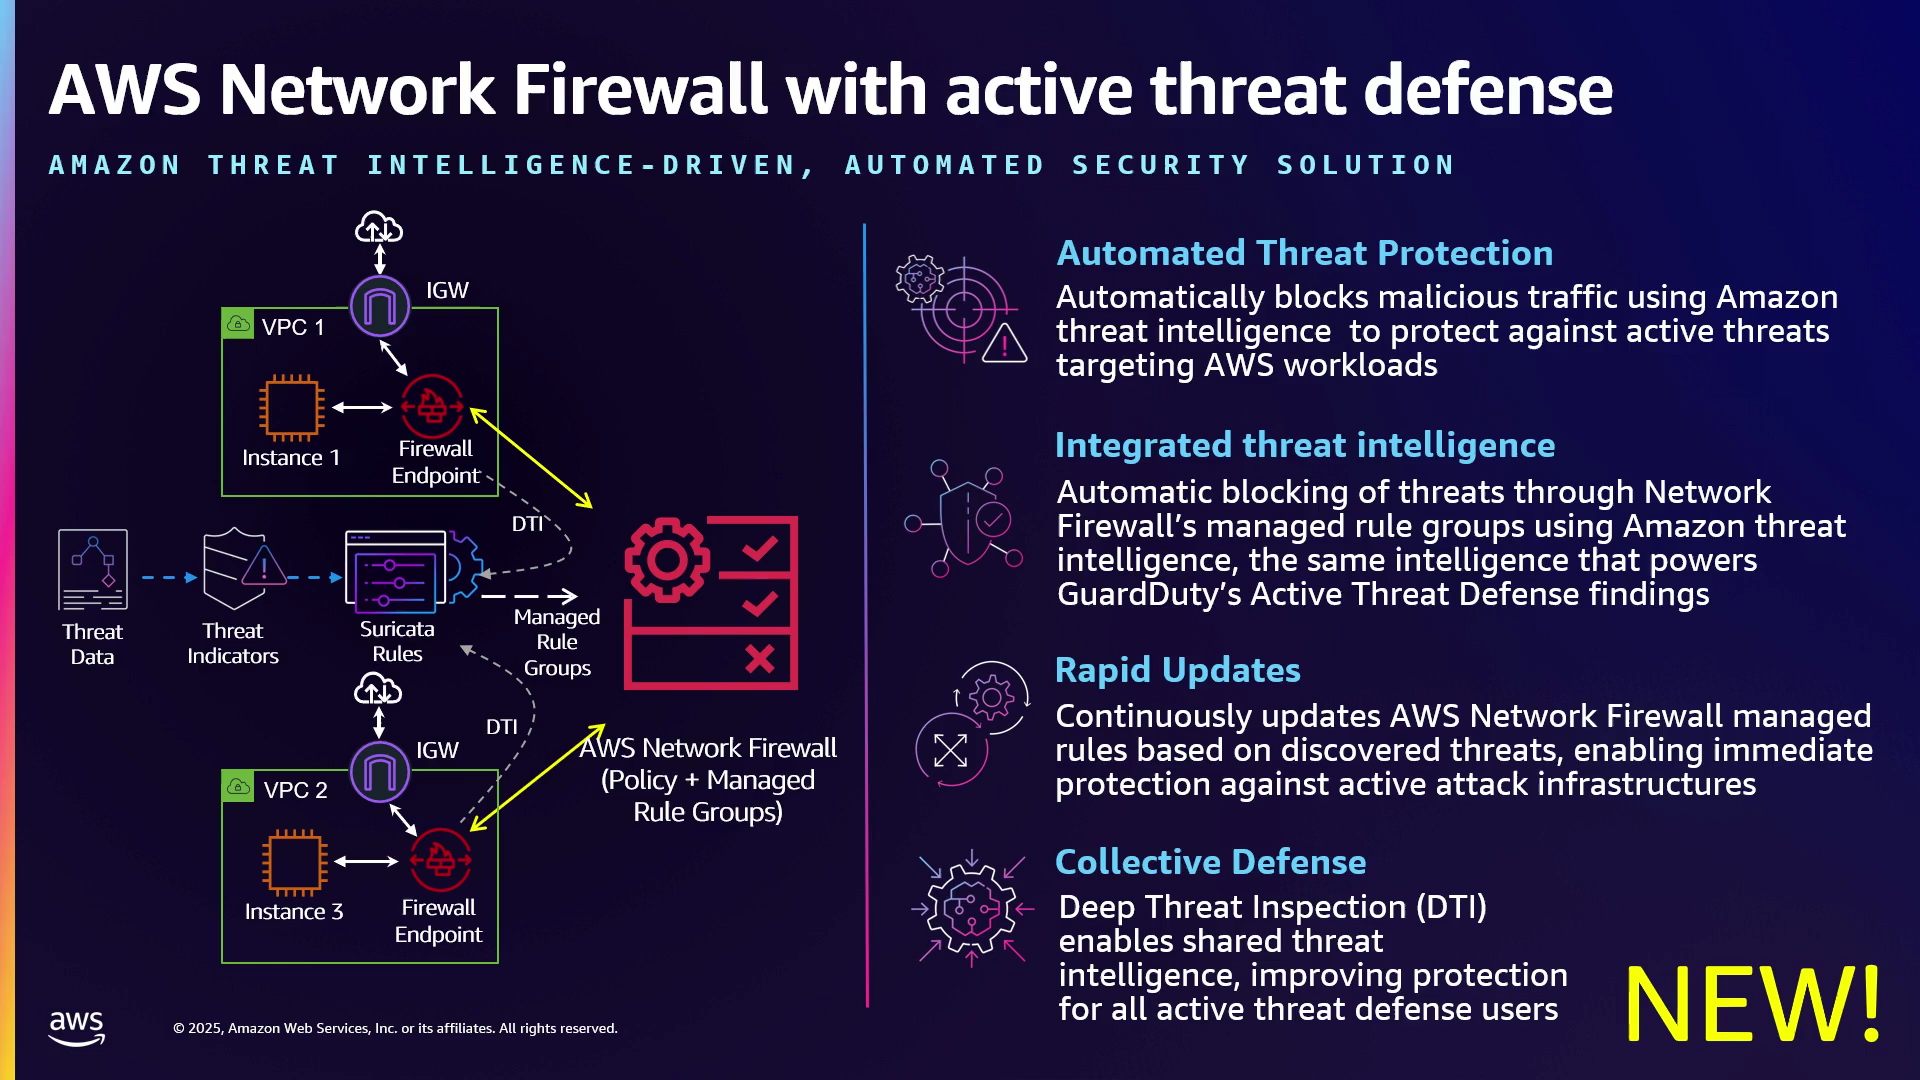 AWS Network Firewall with active threat defense
AMAZON THREAT INTELLIGENCE-DRIVEN, AUTOMATED SECURITY SOLUTION
IGW
VPC 1
Instance 1
Firewall
Endpoint
DTI
Threat
Data
Threat
Indicators
Suricata
Rules
Managed
Rule
Groups
DTI
IGW
VPC 2
Instance 3
Firewall
Endpoint
AWS Network Firewall
(Policy + Managed
Rule Groups)
Automated Threat Protection
Automatically blocks malicious traffic using Amazon
threat intelligence  to protect against active threats
targeting AWS workloads
Integrated threat intelligence
Automatic blocking of threats through Network
Firewall’s managed rule groups using Amazon threat
intelligence, the same intelligence that powers
GuardDuty’s Active Threat Defense findings
Rapid Updates
Continuously updates AWS Network Firewall managed
rules based on discovered threats, enabling immediate
protection against active attack infrastructures
Collective Defense
Deep Threat Inspection (DTI)
enables shared threat
intelligence, improving protection
for all active threat defense users
NEW!
aws
© 2025, Amazon Web Services, Inc. or its affiliates. All rights reserved.